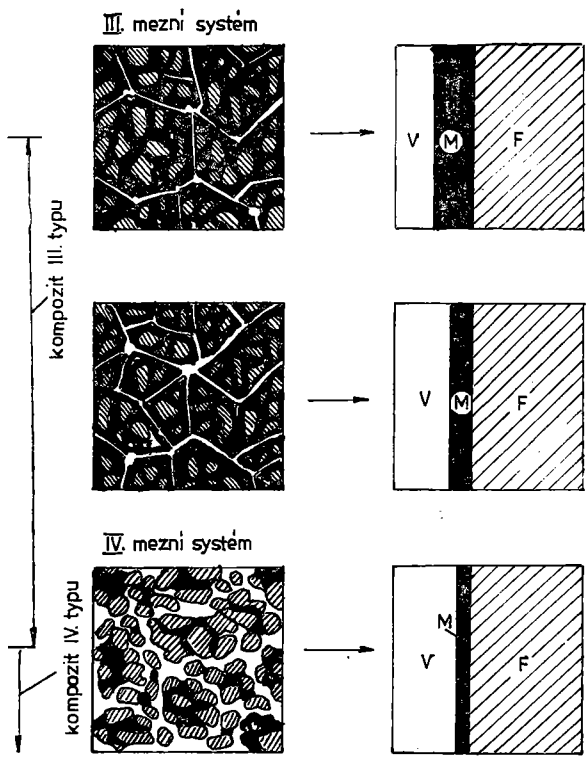 III. mezní systém
V M F
kompozit III. typu
V M F
IV. mezní systém
kompozit IV. typu
M
V F